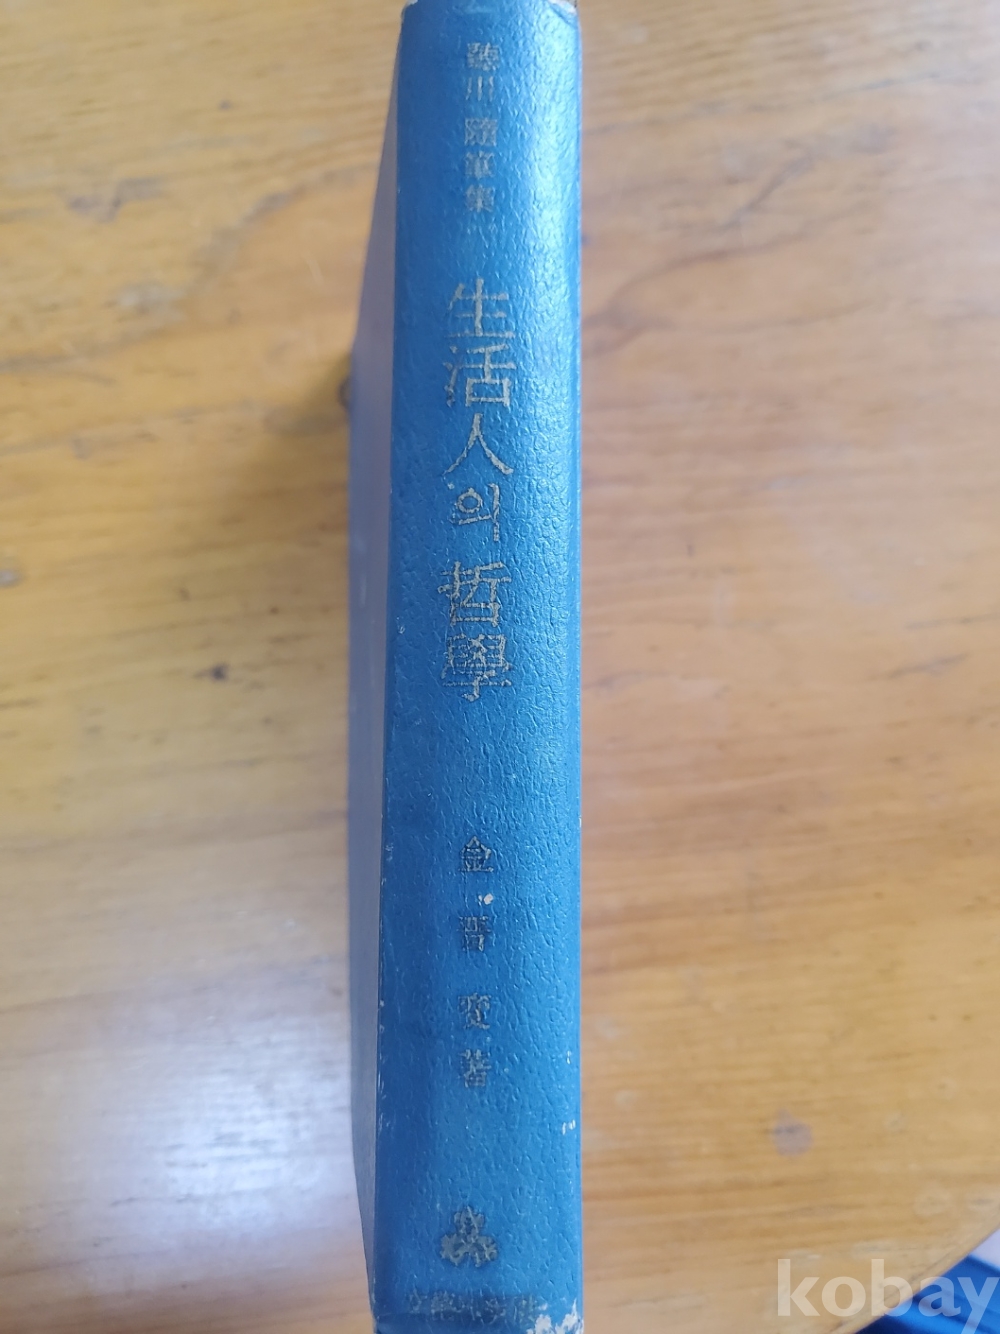 聽川 隨筆集
生活人의 哲學
金晋燮 著
kobay